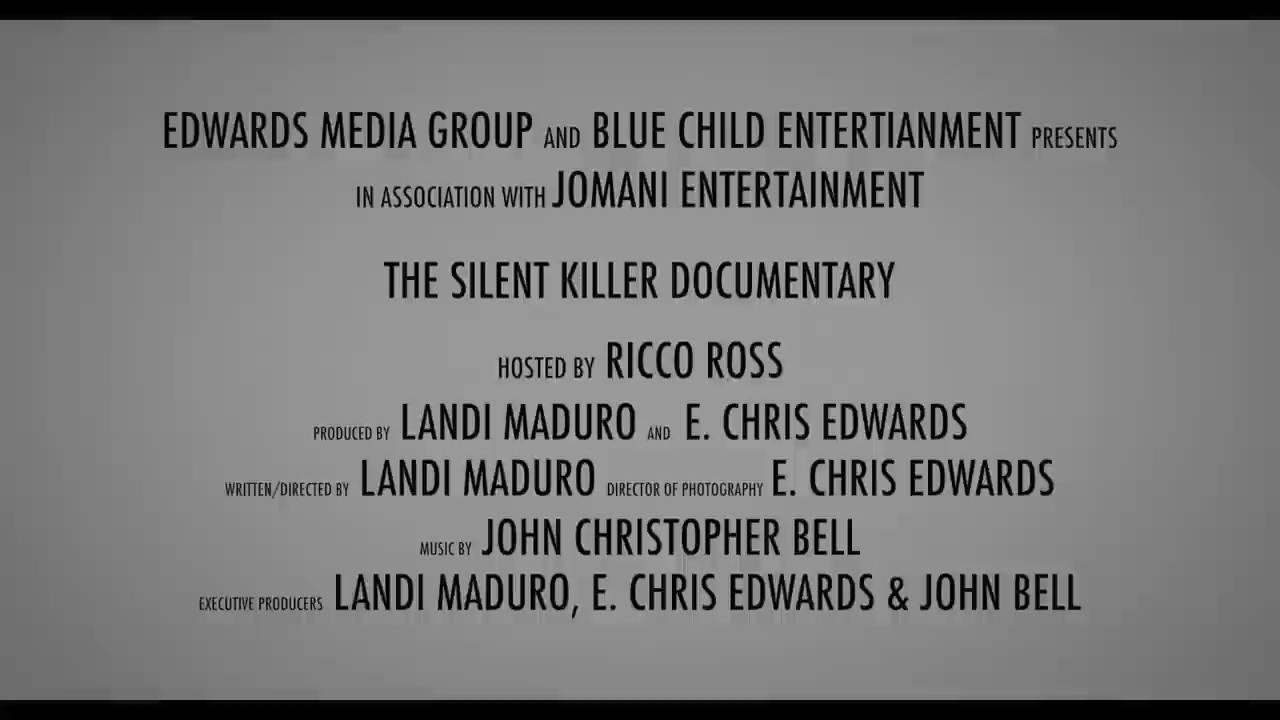 EDWARDS MEDIA GROUP AND BLUE CHILD ENTERTIANMENT PRESENTS
IN ASSOCIATION WITH JOMANI ENTERTAINMENT
THE SILENT KILLER DOCUMENTARY
HOSTED BY RICCO ROSS
PRODUCED BY LANDI MADURO AND E. CHRIS EDWARDS
WRITTEN/DIRECTED BY LANDI MADURO DIRECTOR OF PHOTOGRAPHY E. CHRIS EDWARDS
MUSIC BY JOHN CHRISTOPHER BELL
EXECUTIVE PRODUCERS LANDI MADURO, E. CHRIS EDWARDS & JOHN BELL